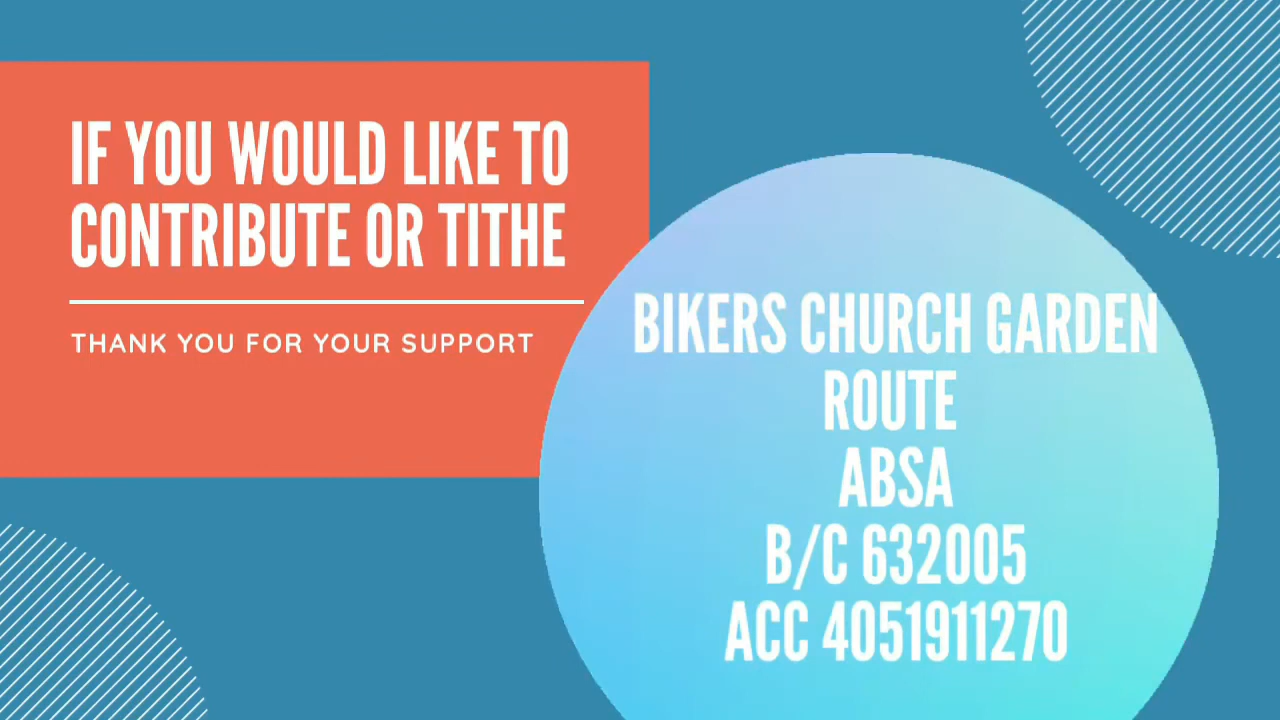 IF YOU WOULD LIKE TO
CONTRIBUTE OR TITHE
THANK YOU FOR YOUR SUPPORT
BIKERS CHURCH GARDEN
ROUTE
ABSA
B/C 632005
ACC 4051911270